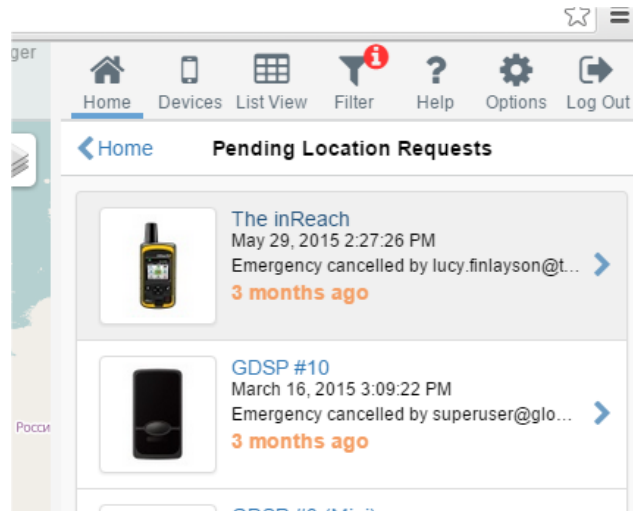 ger
Home Devices List View Filter Help Options Log Out
Home Pending Location Requests
The inReach
May 29, 2015 2:27:26 PM
Emergency cancelled by lucy.finlayson@t...
3 months ago
GDSP #10
March 16, 2015 3:09:22 PM
Emergency cancelled by superuser@glo...
3 months ago
Росси